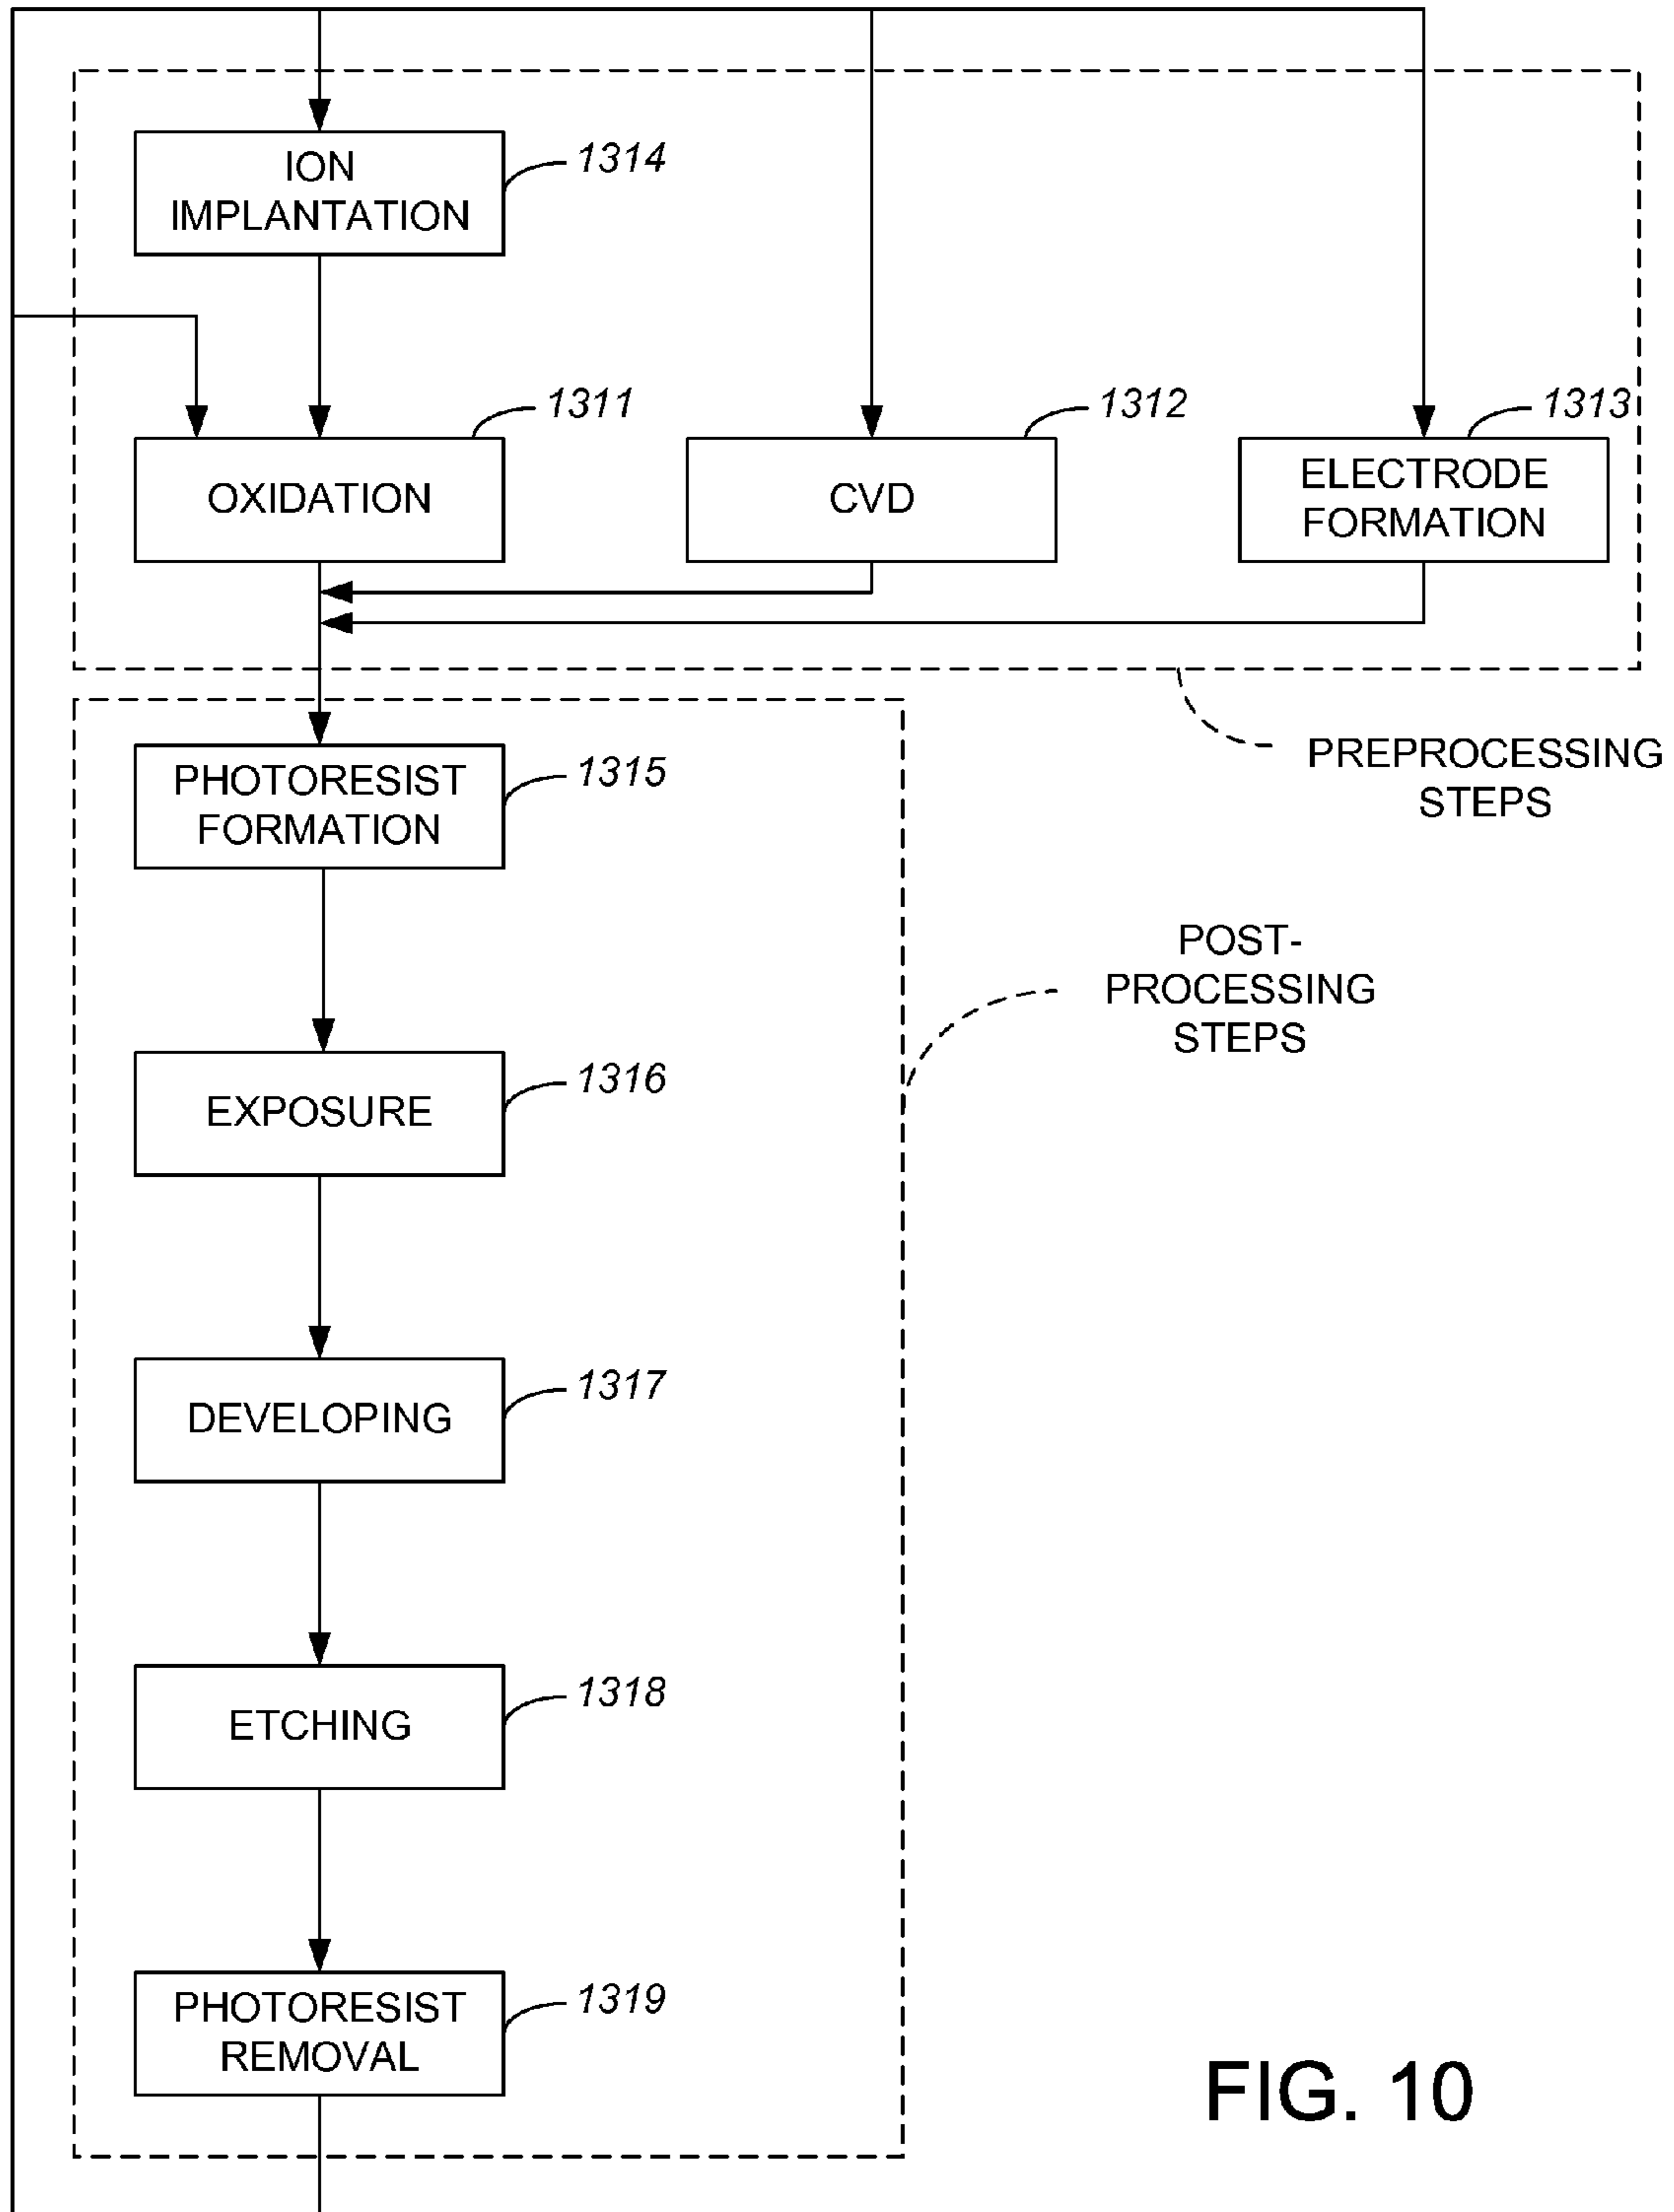 ION
IMPLANTATION
1314
1311
1312
1313
OXIDATION
CVD
ELECTRODE
FORMATION
PREPROCESSING
STEPS
PHOTORESIST
FORMATION
1315
POST-
PROCESSING
STEPS
EXPOSURE
1316
DEVELOPING
1317
ETCHING
1318
PHOTORESIST
REMOVAL
1319
FIG. 10